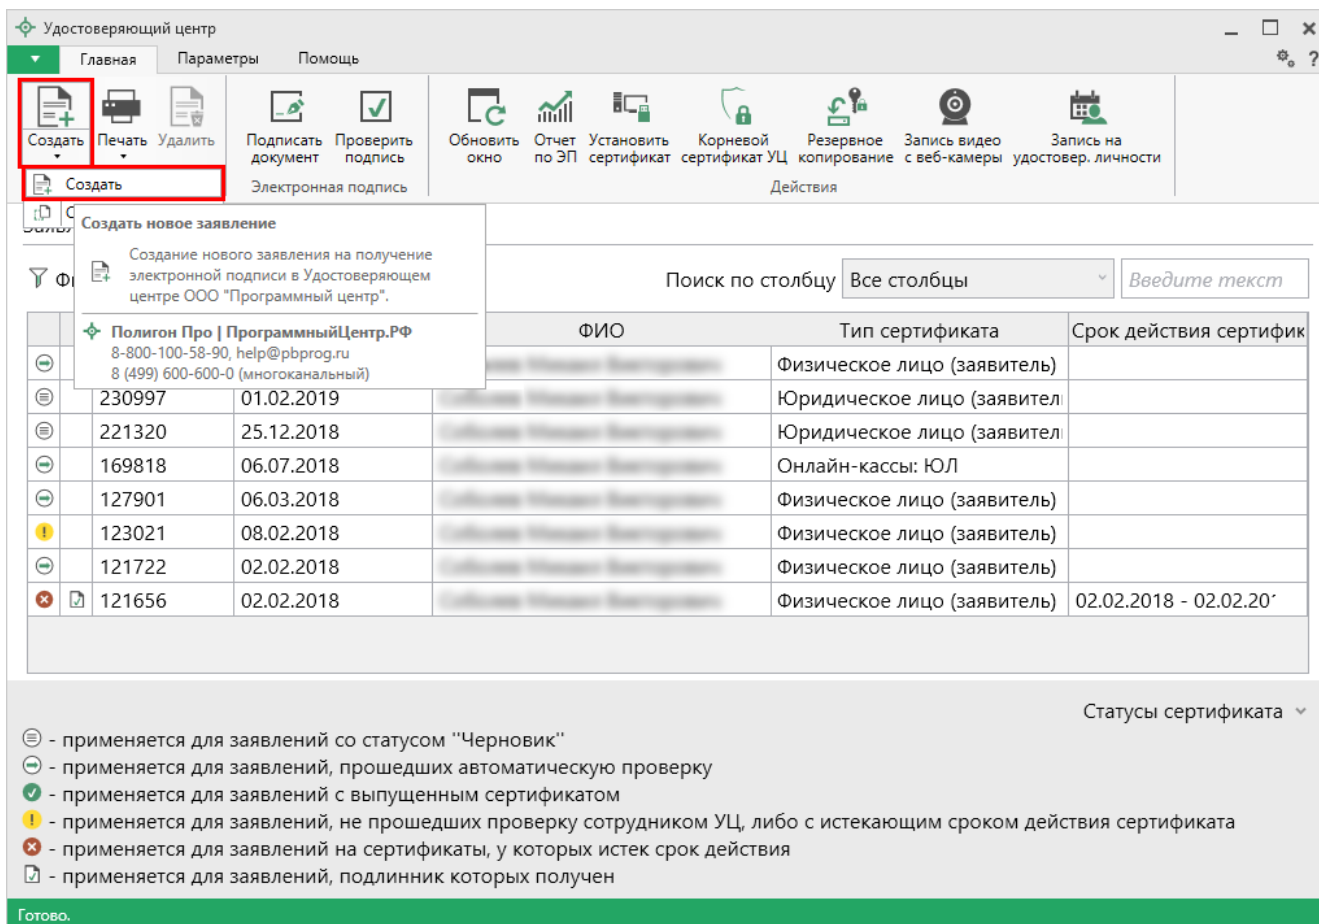 Удостоверяющий центр
Главная Параметры Помощь
?
Создать Печать Удалить Подписать документ Проверить подпись Обновить окно Отчет по ЭП Установить сертификат Корневой сертификат УЦ Резервное копирование Запись видео с веб-камеры Запись на удостовер. личности
Создать Электронная подпись Действия
Создать новое заявление
Создание нового заявления на получение
электронной подписи в Удостоверяющем
центре ООО "Программный центр".
Полигон Про | ПрограммныйЦентр.РФ
8-800-100-58-90, help@pbprog.ru
8 (499) 600-600-0 (многоканальный)
Поиск по столбцу Все столбцы Введите текст
ФИО Тип сертификата Срок действия сертифик
Физическое лицо (заявитель)
230997 01.02.2019 Юридическое лицо (заявител
221320 25.12.2018 Юридическое лицо (заявител
169818 06.07.2018 Онлайн-кассы: ЮЛ
127901 06.03.2018 Физическое лицо (заявитель)
123021 08.02.2018 Физическое лицо (заявитель)
121722 02.02.2018 Физическое лицо (заявитель)
121656 02.02.2018 Физическое лицо (заявитель) 02.02.2018 - 02.02.20
Статусы сертификата
- применяется для заявлений со статусом "Черновик"
- применяется для заявлений, прошедших автоматическую проверку
- применяется для заявлений с выпущенным сертификатом
- применяется для заявлений, не прошедших проверку сотрудником УЦ, либо с истекающим сроком действия сертификата
- применяется для заявлений на сертификаты, у которых истек срок действия
- применяется для заявлений, подлинник которых получен
Готово.